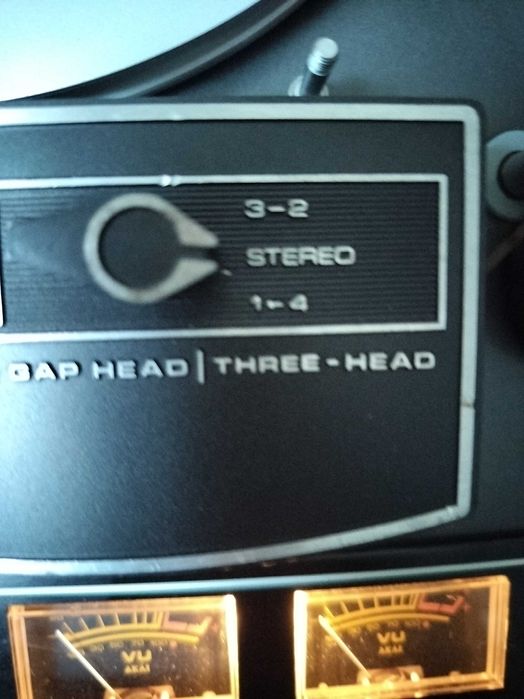 3-2
STEREO
1-4
GAP HEAD | THREE-HEAD
VU
AKAI
VU
AKAI